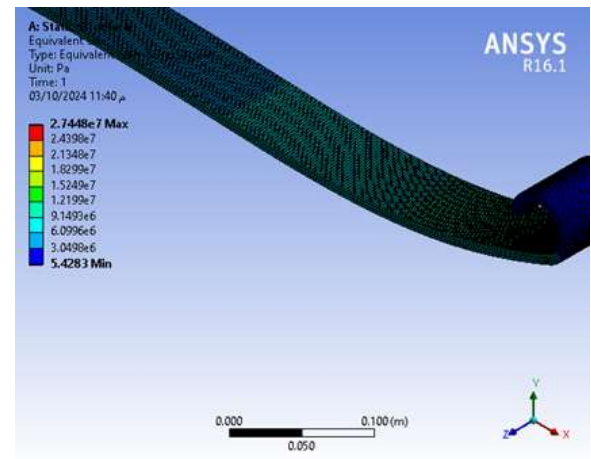 A: Stat
Equivalent
Type: Equivalen
Unit: Pa
Time: 1
03/10/2024 11:40 م
ANSYS
R16.1
2.7448e7 Max
2.4398e7
2.1348e7
1.8299e7
1.5249e7
1.2199e7
9.1493e6
6.0996e6
3.0498e6
5.4283 Min
0.000
0.100 (m)
0.050
Y
Z
X